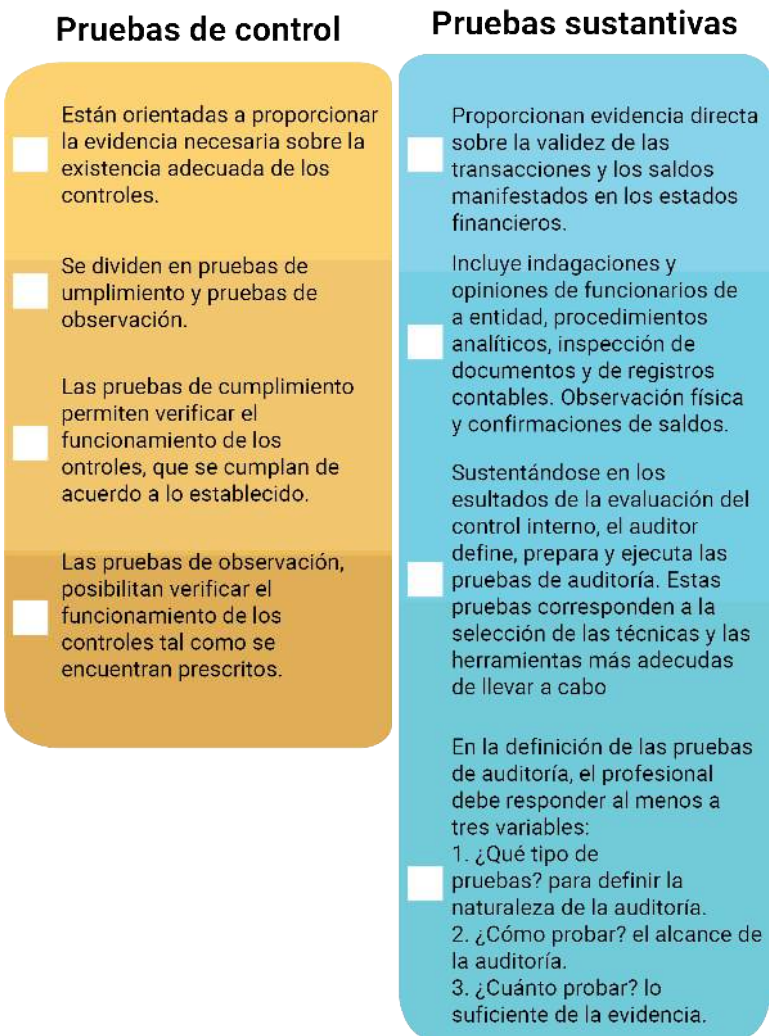 Pruebas de control
Están orientadas a proporcionar
la evidencia necesaria sobre la
existencia adecuada de los
controles.
Se dividen en pruebas de
umplimiento y pruebas de
observación.
Las pruebas de cumplimiento
permiten verificar el
funcionamiento de los
ontroles, que se cumplan de
acuerdo a lo establecido.
Las pruebas de observación,
posibilitan verificar el
funcionamiento de los
controles tal como se
encuentran prescritos.
Pruebas sustantivas
Proporcionan evidencia directa
sobre la validez de las
transacciones y los saldos
manifestados en los estados
financieros.
Incluye indagaciones y
opiniones de funcionarios de
a entidad, procedimientos
analíticos, inspección de
documentos y de registros
contables. Observación física
y confirmaciones de saldos.
Sustentándose en los
esultados de la evaluación del
control interno, el auditor
define, prepara y ejecuta las
pruebas de auditoría. Estas
pruebas corresponden a la
selección de las técnicas y las
herramientas más adecudas
de llevar a cabo
En la definición de las pruebas
de auditoría, el profesional
debe responder al menos a
tres variables:
1. ¿Qué tipo de
pruebas? para definir la
naturaleza de la auditoría.
2. ¿Cómo probar? el alcance de
la auditoría.
3. ¿Cuánto probar? lo
suficiente de la evidencia.